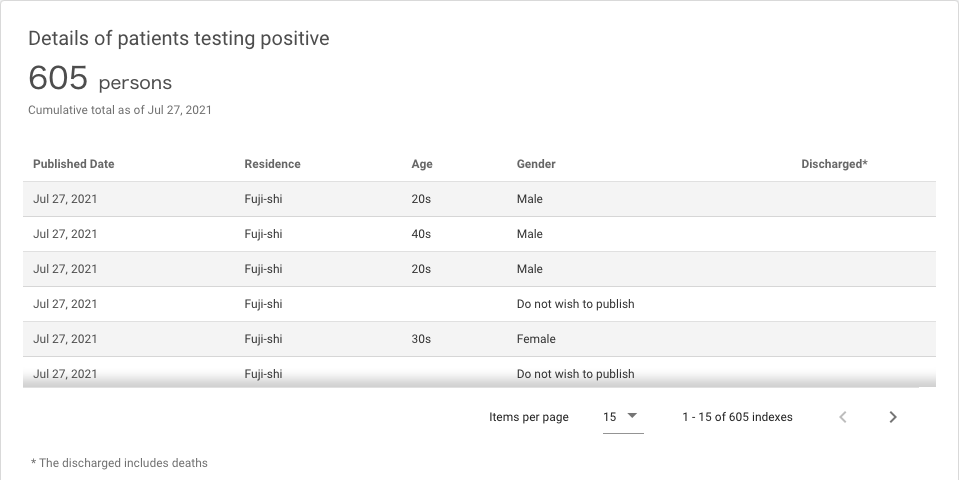 Details of patients testing positive
605 persons
Cumulative total as of Jul 27, 2021
Published Date Residence Age Gender Discharged*
Jul 27, 2021 Fuji-shi 20s Male
Jul 27, 2021 Fuji-shi 40s Male
Jul 27, 2021 Fuji-shi 20s Male
Jul 27, 2021 Fuji-shi Do not wish to publish
Jul 27, 2021 Fuji-shi 30s Female
Jul 27, 2021 Fuji-shi Do not wish to publish
Items per page 15 1 - 15 of 605 indexes
* The discharged includes deaths